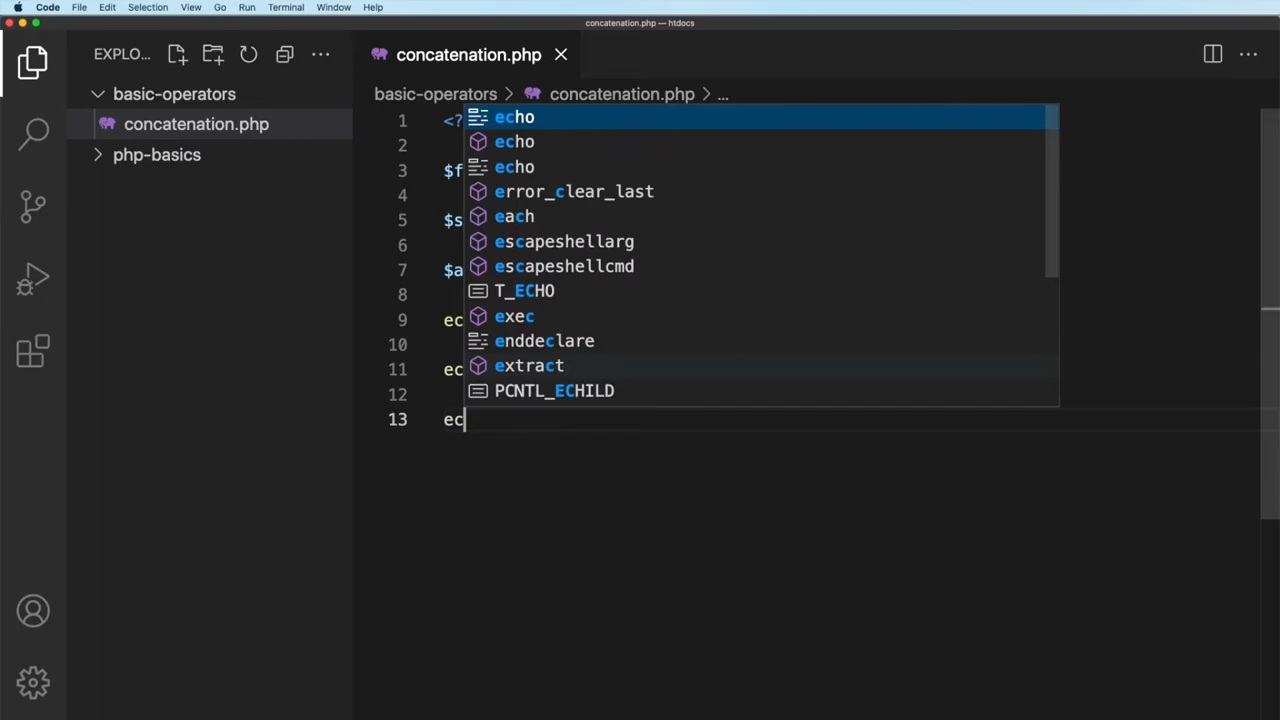 Code File Edit Selection View Go Run Terminal Window Help
concatenation.php — htdocs
EXPLO...
concatenation.php
basic-operators
concatenation.php
php-basics
basic-operators > concatenation.php > ...
1 <?
2
3 $f
4
5 $s
6
7 $a
8
9 ec
10
11 ec
12
13 ec
echo
echo
echo
error_clear_last
each
escapeshellarg
escapeshellcmd
T_ECHO
exec
enddeclare
extract
PCNTL_ECHILD